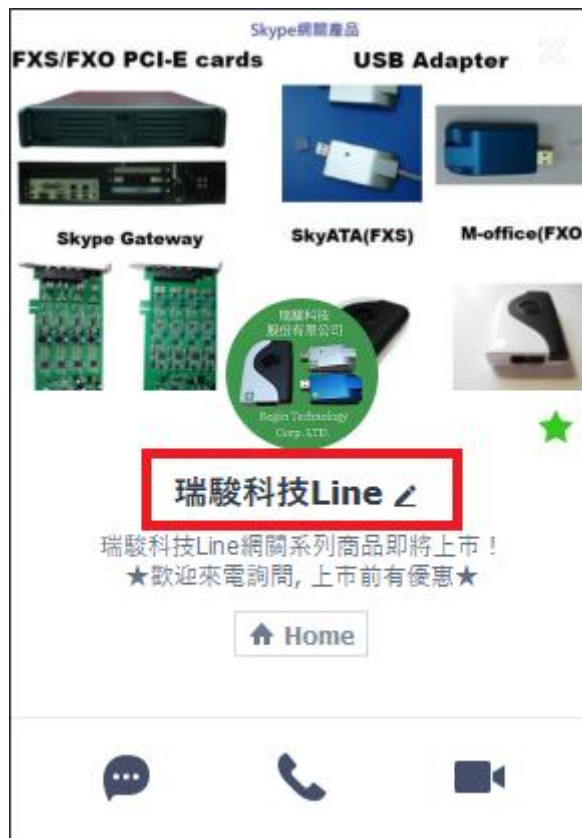 Skype網關產品
FXS/FXO PCI-E cards
USB Adapter
Skype Gateway
SkyATA(FXS)
M-office(FXO
瑞駿科技
股份有限公司
Regin Technology
Corp. LTD.
瑞駿科技Line
瑞駿科技Line網關系列商品即將上市！
★歡迎來電詢問, 上市前有優惠★
Home